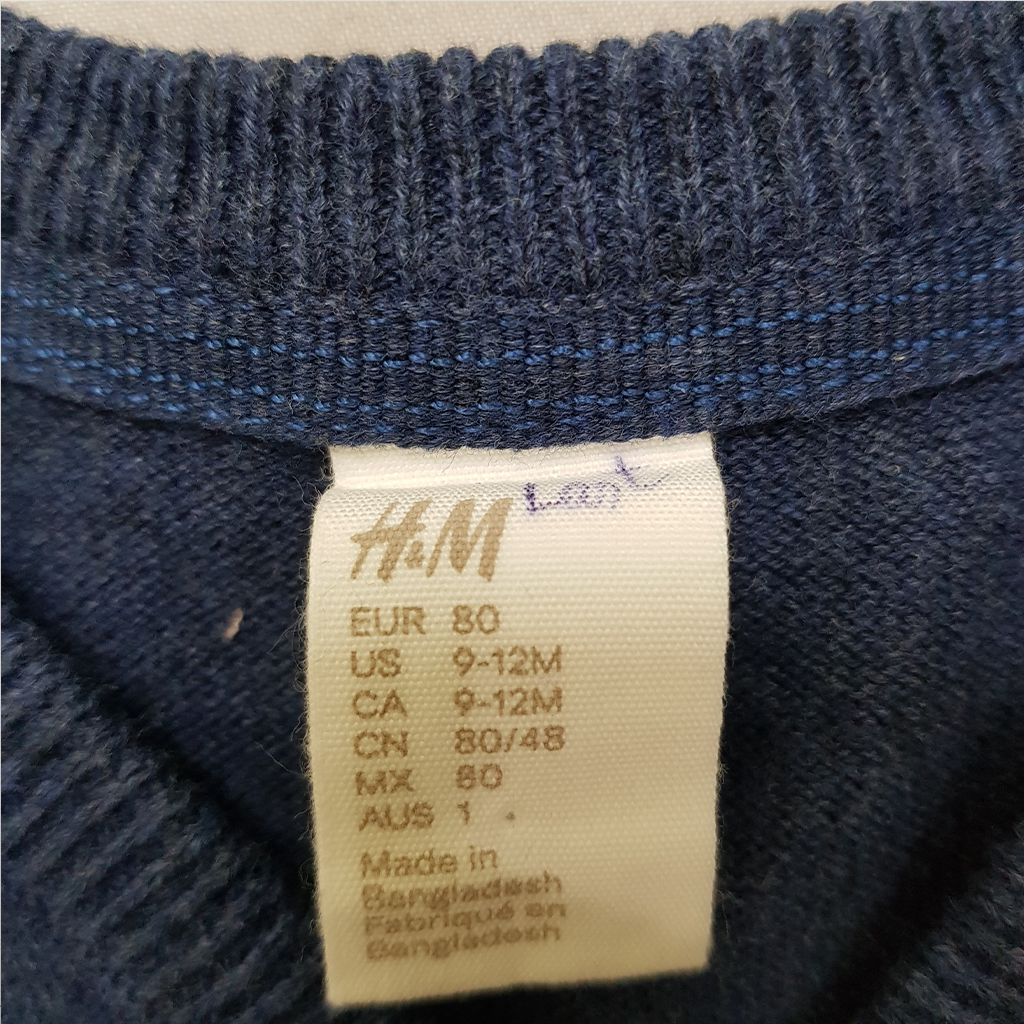 H&M
EUR 80
US 9-12M
CA 9-12M
CN 80/48
MX 80
AUS 1
Made in
Bangladesh
Fabriqué en
Bangladesh